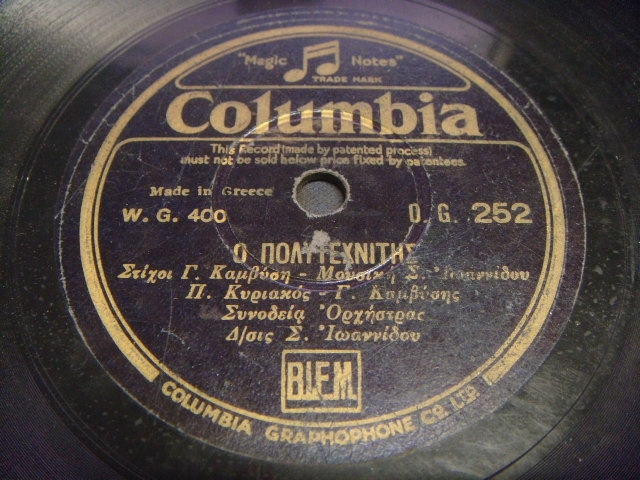 "Magic Notes"
TRADE MARK
Columbia
This Record (made by patented process)
must not be sold below price fixed by patentees.
Made in Greece
W. G. 400 D. G. 252
Ο ΠΟΛΥΤΕΧΝΙΤΗΣ
Στίχοι Γ. Καμβύση - Μουσική Σ. Ἰωαννίδου
Π. Κυριακός - Γ. Καμβύσης
Συνοδεία Ὀρχήστρας
Δ/σις Σ. Ἰωαννίδου
B.I.E.M.
COLUMBIA GRAPHOPHONE CO. LTD.